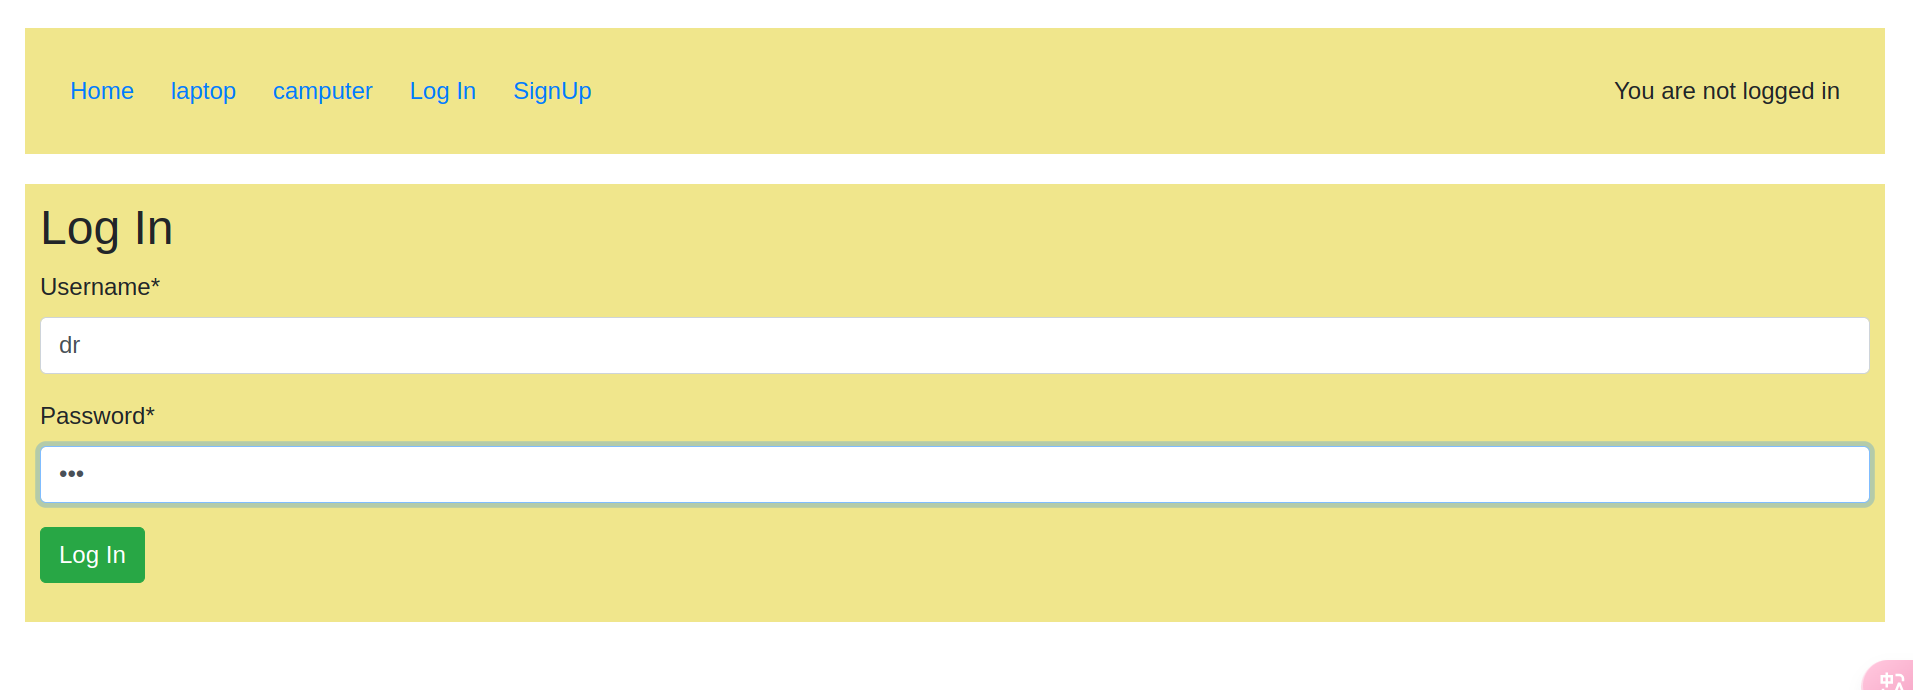 Home laptop camputer Log In SignUp You are not logged in
Log In
Username*
dr
Password*
•••
Log In
中A